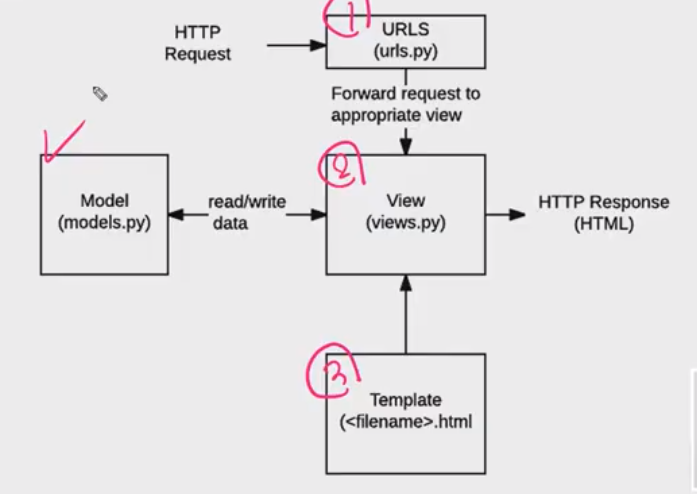 HTTP
Request
1
URLS
(urls.py)
Forward request to
appropriate view
Model
(models.py)
read/write
data
2
View
(views.py)
HTTP Response
(HTML)
3
Template
(<filename>.html